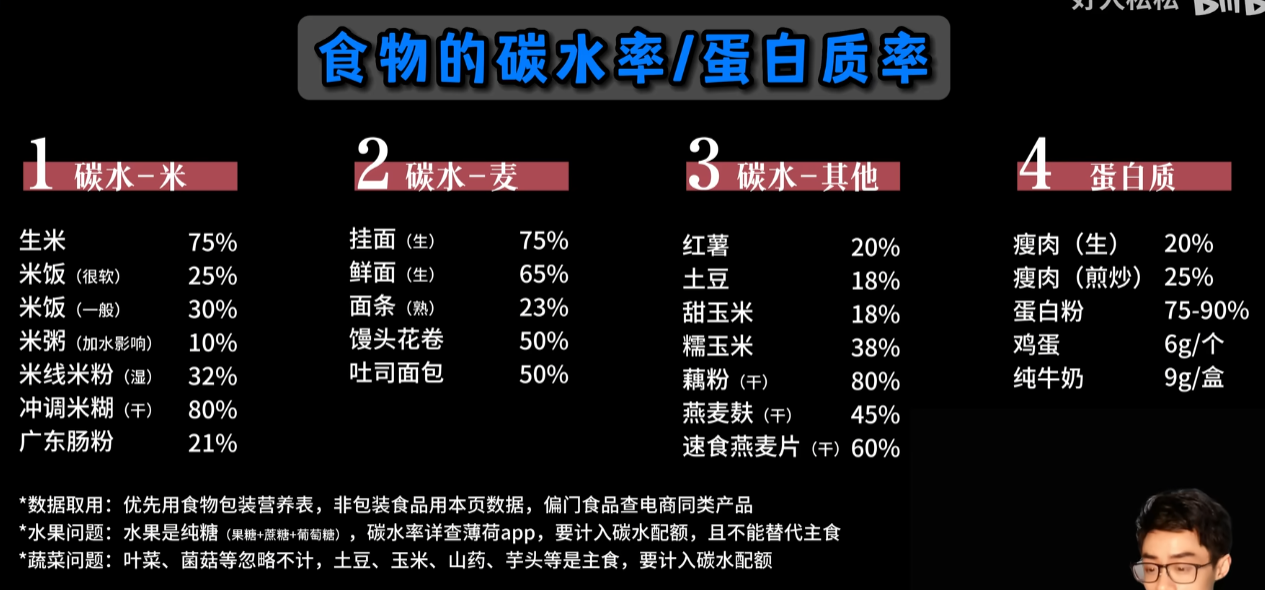 好人松松 bilib
食物的碳水率/蛋白质率
1 碳水-米
生米 75%
米饭（很软） 25%
米饭（一般） 30%
米粥（加水影响） 10%
米线米粉（湿） 32%
冲调米糊（干） 80%
广东肠粉 21%
2 碳水-麦
挂面（生） 75%
鲜面（生） 65%
面条（熟） 23%
馒头花卷 50%
吐司面包 50%
3 碳水-其他
红薯 20%
土豆 18%
甜玉米 18%
糯玉米 38%
藕粉（干） 80%
燕麦麸（干） 45%
速食燕麦片（干） 60%
4 蛋白质
瘦肉（生） 20%
瘦肉（煎炒） 25%
蛋白粉 75-90%
鸡蛋 6g/个
纯牛奶 9g/盒
*数据取用：优先用食物包装营养表，非包装食品用本页数据，偏门食品查电商同类产品
*水果问题：水果是纯糖（果糖+蔗糖+葡萄糖），碳水率详查薄荷app，要计入碳水配额，且不能替代主食
*蔬菜问题：叶菜、菌菇等忽略不计，土豆、玉米、山药、芋头等是主食，要计入碳水配额